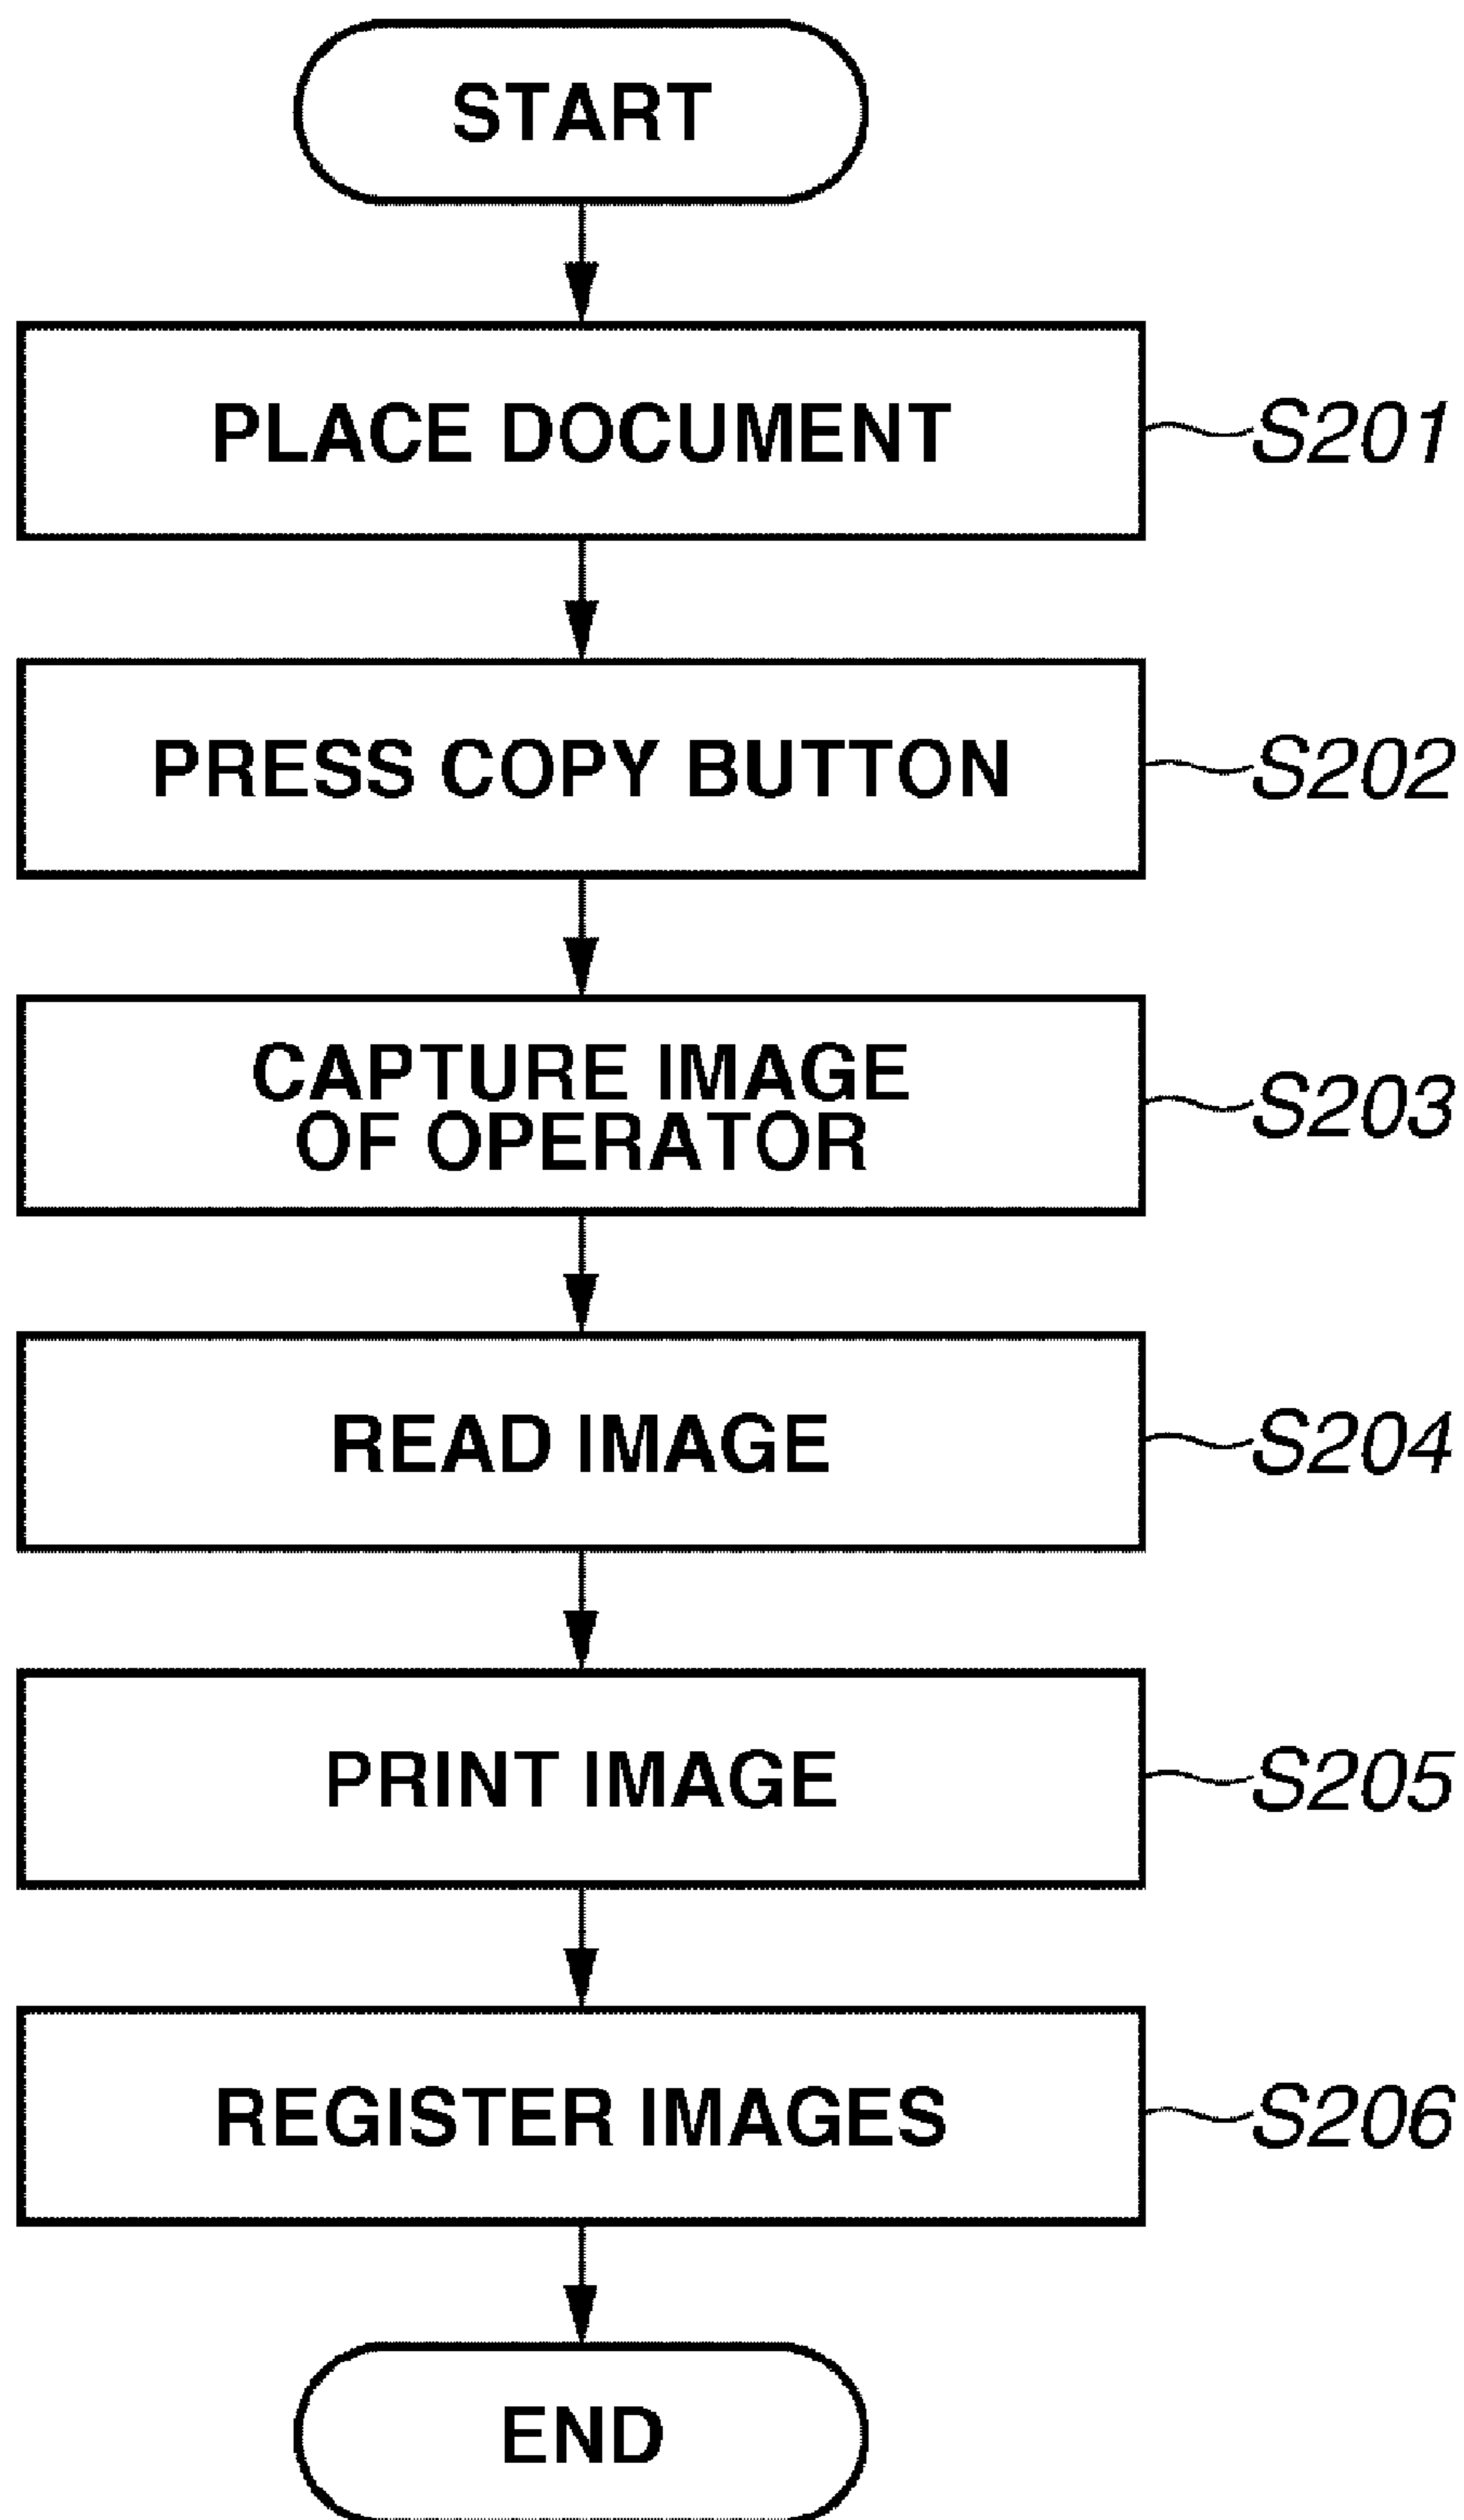 START
PLACE DOCUMENT
S201
PRESS COPY BUTTON
S202
CAPTURE IMAGE
OF OPERATOR
S203
READ IMAGE
S204
PRINT IMAGE
S205
REGISTER IMAGES
S206
END